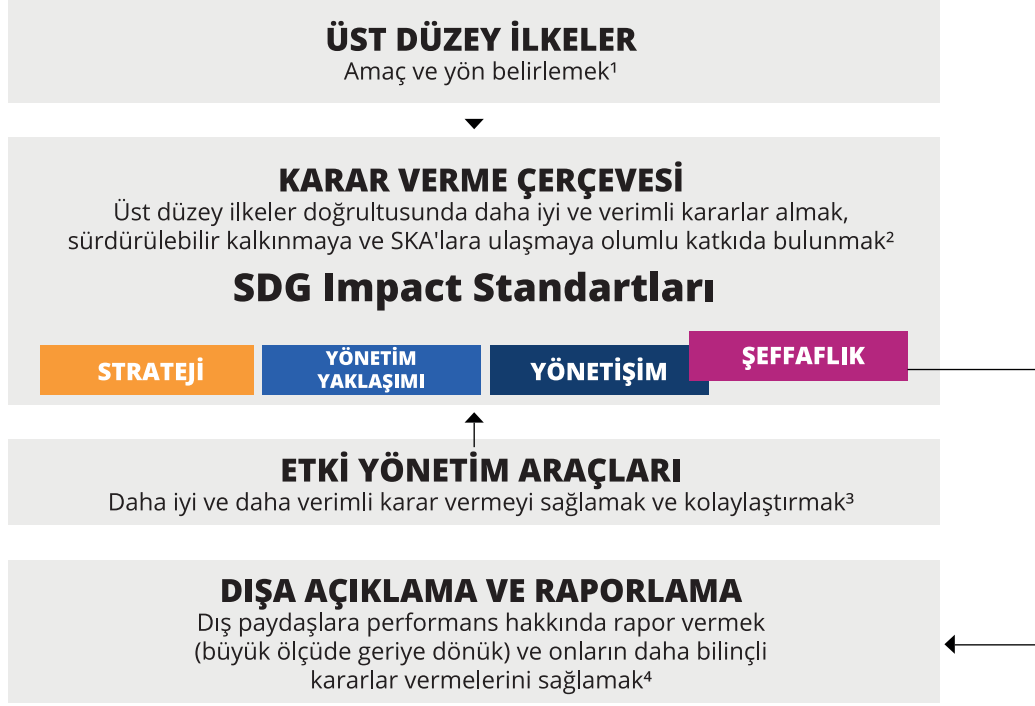 ÜST DÜZEY İLKELER
Amaç ve yön belirlemek¹
KARAR VERME ÇERÇEVESİ
Üst düzey ilkeler doğrultusunda daha iyi ve verimli kararlar almak,
sürdürülebilir kalkınmaya ve SKA'lara ulaşmaya olumlu katkıda bulunmak²
SDG Impact Standartları
STRATEJİ
YÖNETİM
YAKLAŞIMI
YÖNETİŞİM
ŞEFFAFLIK
ETKİ YÖNETİM ARAÇLARI
Daha iyi ve daha verimli karar vermeyi sağlamak ve kolaylaştırmak³
DIŞA AÇIKLAMA VE RAPORLAMA
Dış paydaşlara performans hakkında rapor vermek
(büyük ölçüde geriye dönük) ve onların daha bilinçli
kararlar vermelerini sağlamak⁴